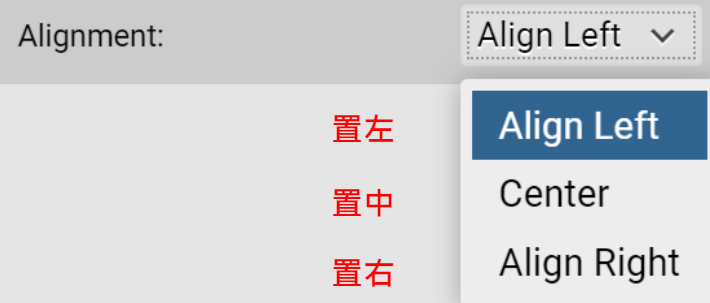 Alignment: Align Left
置左 Align Left
置中 Center
置右 Align Right